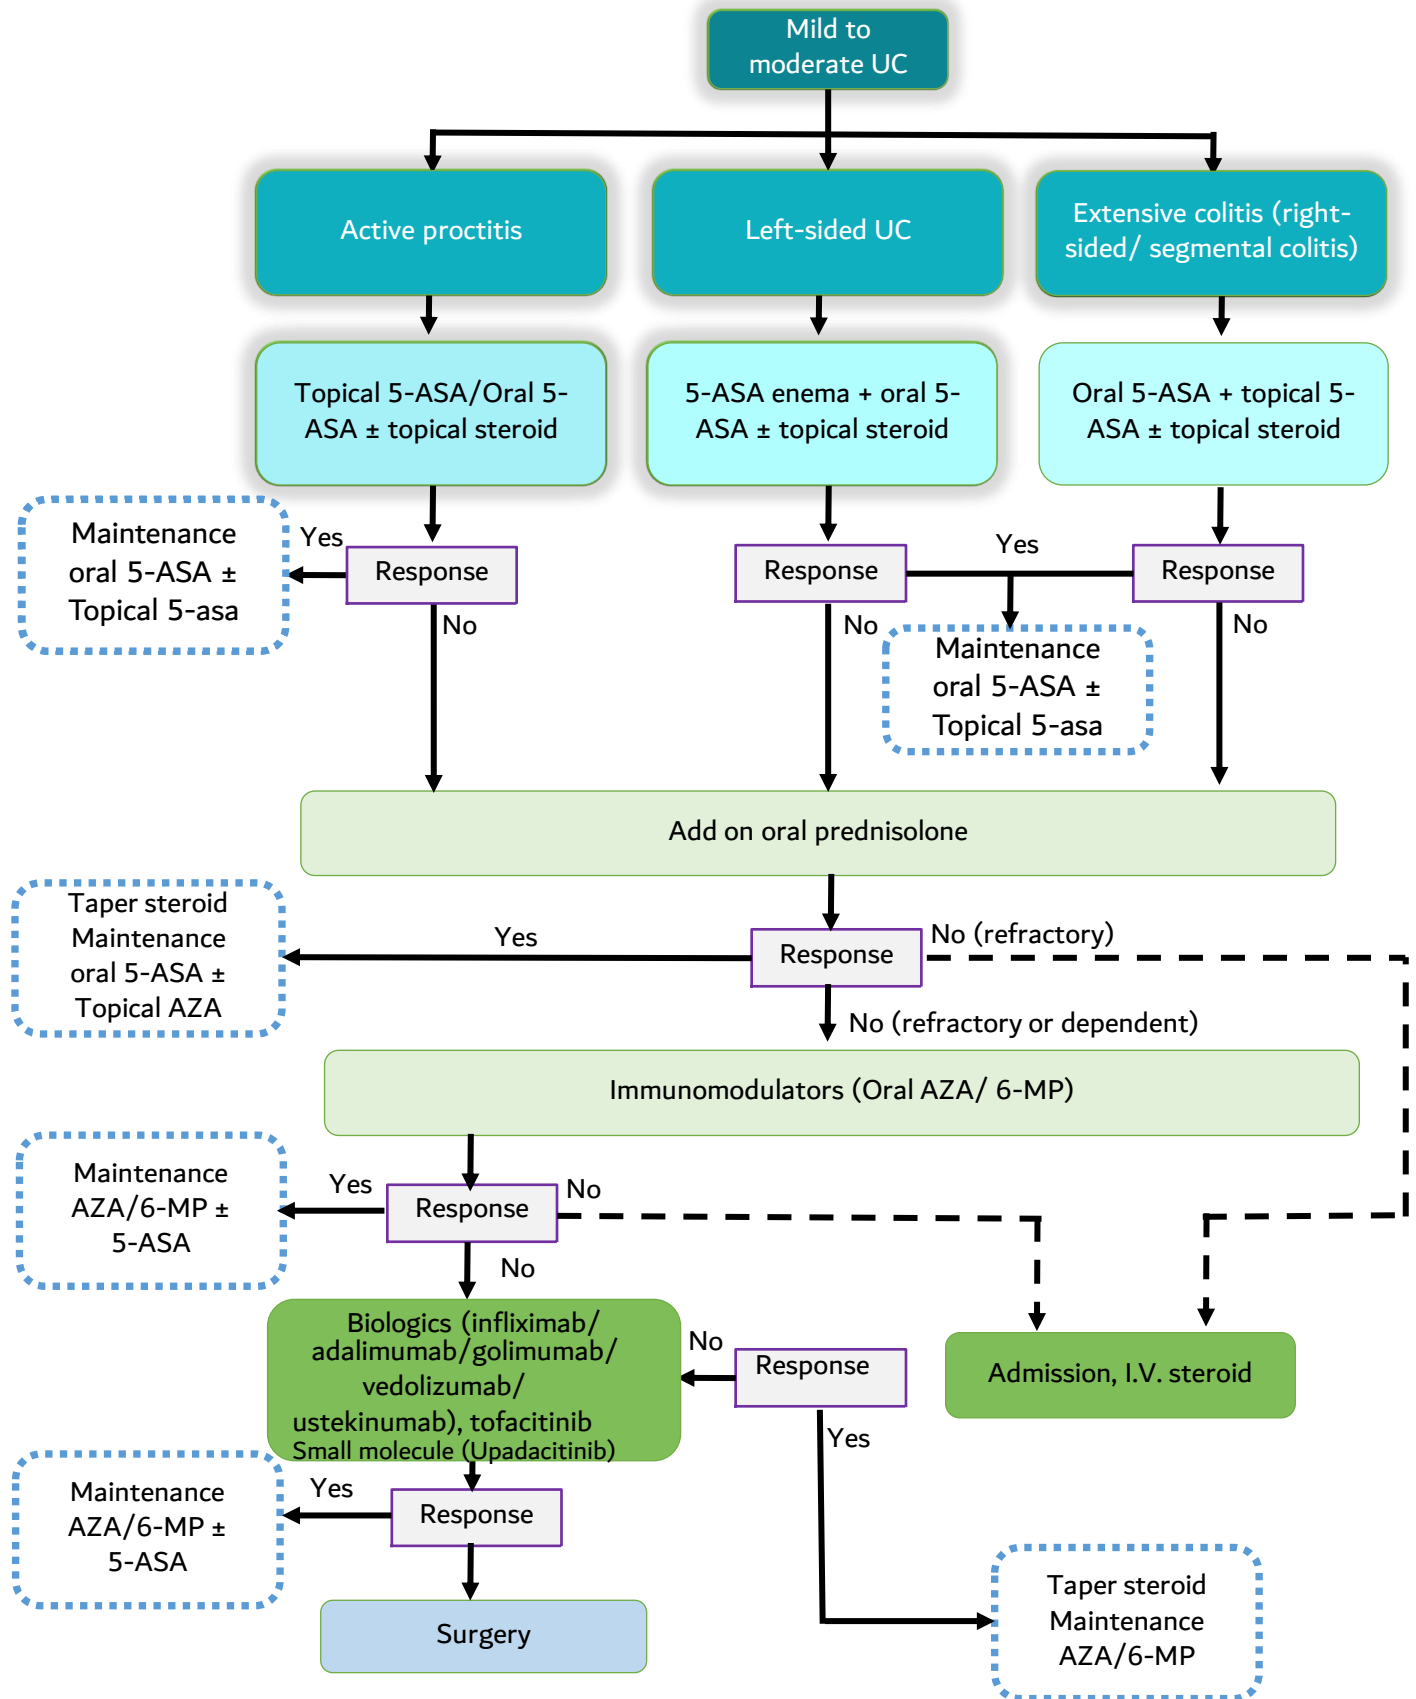 Mild to
moderate UC
Active proctitis
Left-sided UC
Extensive colitis (right-
sided/ segmental colitis)
Topical 5-ASA/Oral 5-
ASA ± topical steroid
5-ASA enema + oral 5-
ASA ± topical steroid
Oral 5-ASA + topical 5-
ASA ± topical steroid
Maintenance
oral 5-ASA ±
Topical 5-asa
Yes
Response
No
Response
Yes
Response
No
No
Maintenance
oral 5-ASA ±
Topical 5-asa
Add on oral prednisolone
Taper steroid
Maintenance
oral 5-ASA ±
Topical AZA
Yes
Response
No (refractory)
No (refractory or dependent)
Immunomodulators (Oral AZA/ 6-MP)
Maintenance
AZA/6-MP ±
5-ASA
Yes
Response
No
No
Biologics (infliximab/
adalimumab/golimumab/
vedolizumab/
ustekinumab), tofacitinib
Small molecule (Upadacitinib)
No
Response
Yes
Admission, I.V. steroid
Maintenance
AZA/6-MP ±
5-ASA
Yes
Response
Surgery
Taper steroid
Maintenance
AZA/6-MP